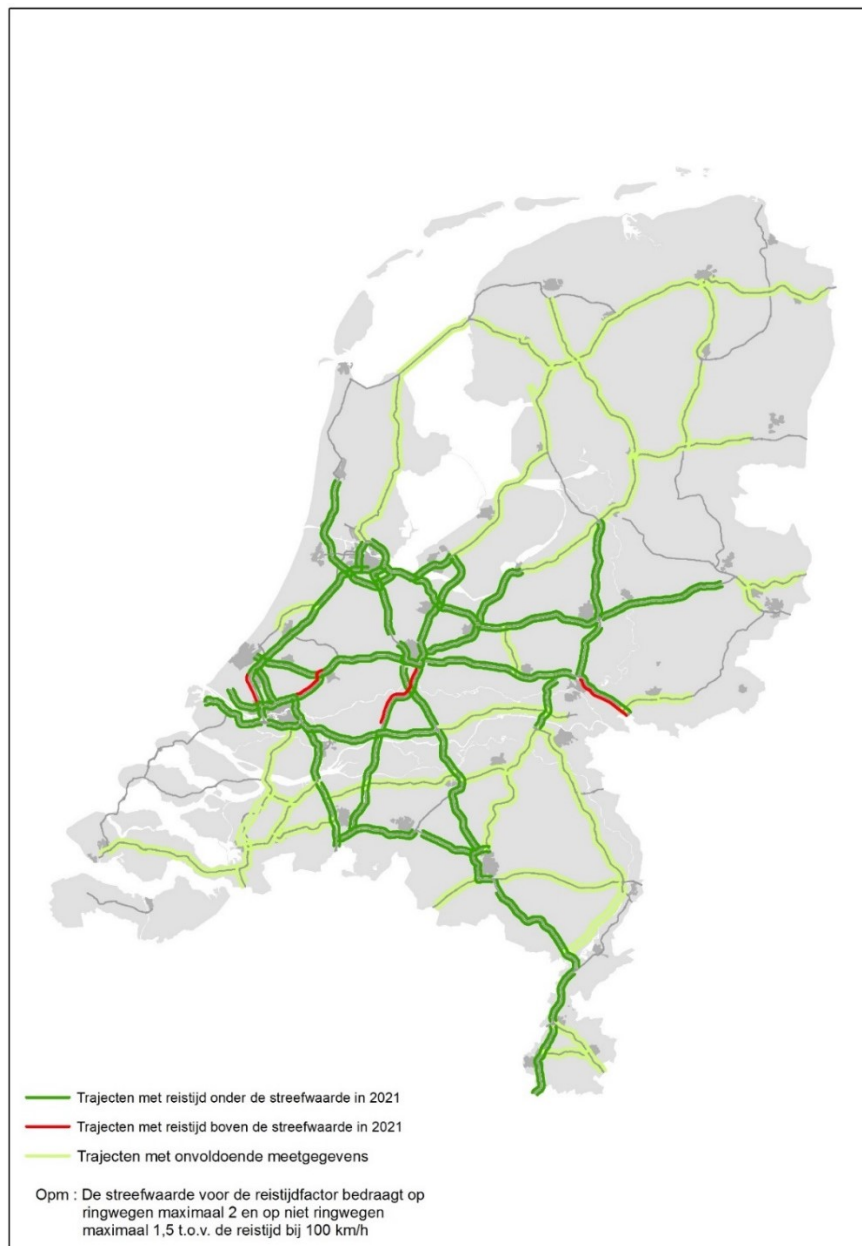 Trajecten met reistijd onder de streefwaarde in 2021
Trajecten met reistijd boven de streefwaarde in 2021
Trajecten met onvoldoende meetgegevens
Opm : De streefwaarde voor de reistijdfactor bedraagt op
ringwegen maximaal 2 en op niet ringwegen
maximaal 1,5 t.o.v. de reistijd bij 100 km/h